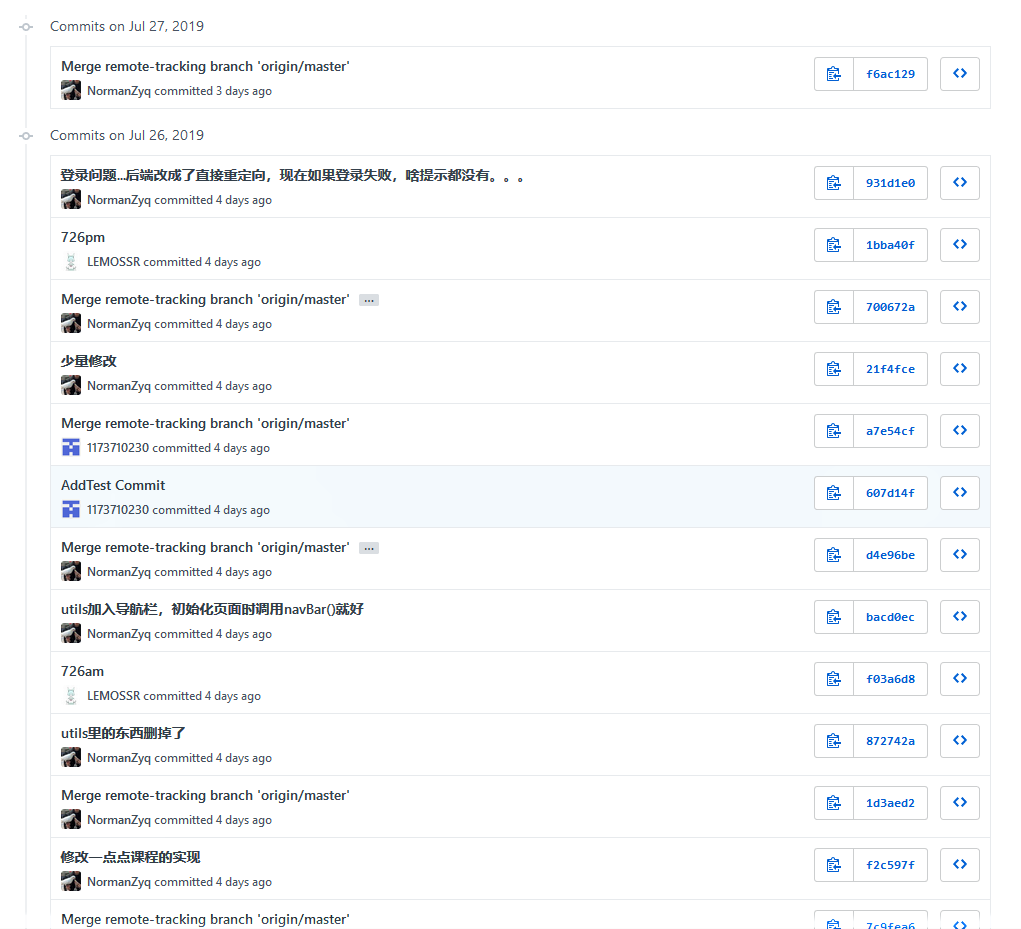 Commits on Jul 27, 2019
Merge remote-tracking branch 'origin/master'
f6ac129
NormanZyq committed 3 days ago
Commits on Jul 26, 2019
登录问题...后端改成了直接重定向，现在如果登录失败，啥提示都没有。。。
931d1e0
NormanZyq committed 4 days ago
726pm
1bba40f
LEMOSSR committed 4 days ago
Merge remote-tracking branch 'origin/master' ...
700672a
NormanZyq committed 4 days ago
少量修改
21f4fce
NormanZyq committed 4 days ago
Merge remote-tracking branch 'origin/master'
a7e54cf
1173710230 committed 4 days ago
AddTest Commit
607d14f
1173710230 committed 4 days ago
Merge remote-tracking branch 'origin/master' ...
d4e96be
NormanZyq committed 4 days ago
utils加入导航栏，初始化页面时调用navBar()就好
bacd0ec
NormanZyq committed 4 days ago
726am
f03a6d8
LEMOSSR committed 4 days ago
utils里的东西删掉了
872742a
NormanZyq committed 4 days ago
Merge remote-tracking branch 'origin/master'
1d3aed2
NormanZyq committed 4 days ago
修改一点点课程的实现
f2c597f
NormanZyq committed 4 days ago
Merge remote-tracking branch 'origin/master'
7c9fea6